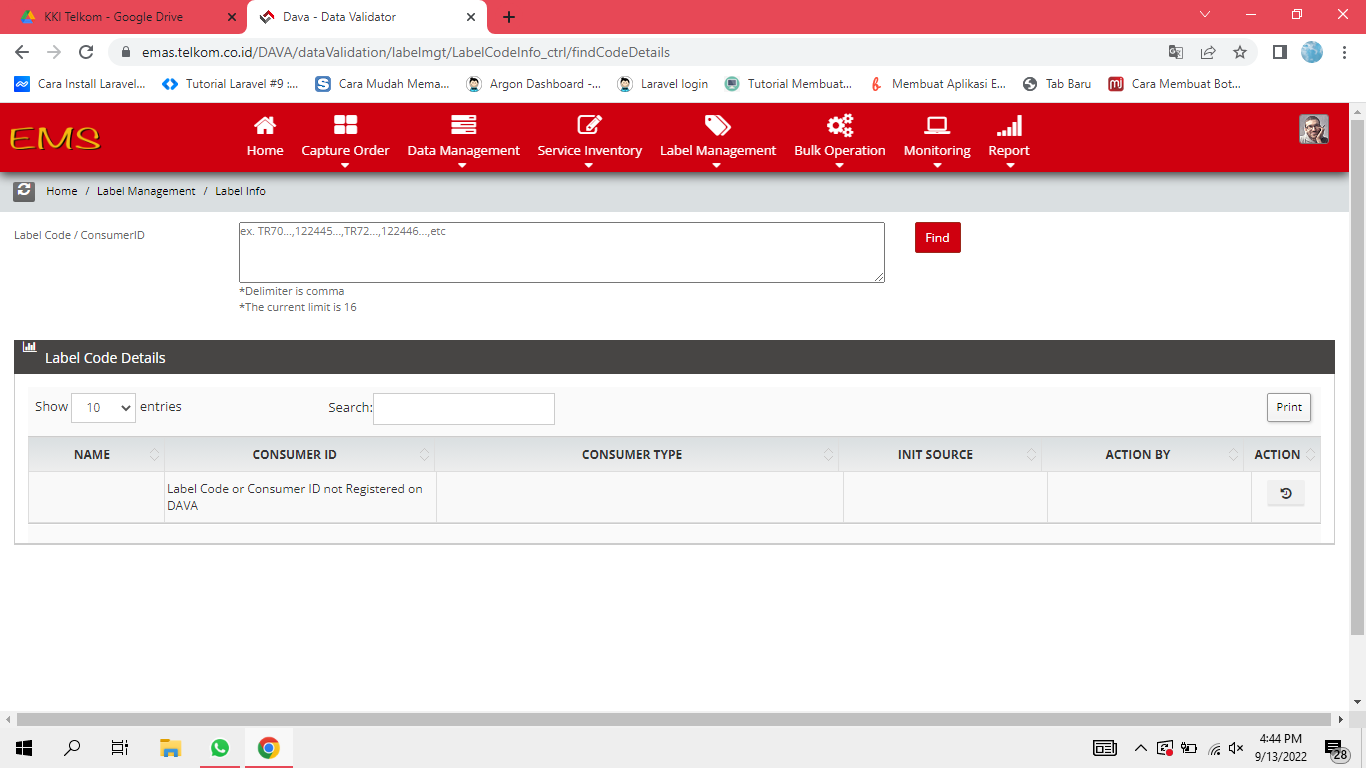 KKI Telkom - Google Drive
Dava - Data Validator
emas.telkom.co.id/DAVA/dataValidation/labelmgt/LabelCodeInfo_ctrl/findCodeDetails
Cara Install Laravel...
Tutorial Laravel #9 :...
Cara Mudah Mema...
Argon Dashboard -...
Laravel login
Tutorial Membuat...
Membuat Aplikasi E...
Tab Baru
Cara Membuat Bot...
EMS
Home
Capture Order
Data Management
Service Inventory
Label Management
Bulk Operation
Monitoring
Report
Home / Label Management / Label Info
Label Code / ConsumerID
ex. TR70...,122445...,TR72...,122446...,etc
Find
*Delimiter is comma
*The current limit is 16
Label Code Details
Show 10 entries
Search:
Print
NAME
CONSUMER ID
CONSUMER TYPE
INIT SOURCE
ACTION BY
ACTION
Label Code or Consumer ID not Registered on
DAVA
4:44 PM
9/13/2022
28